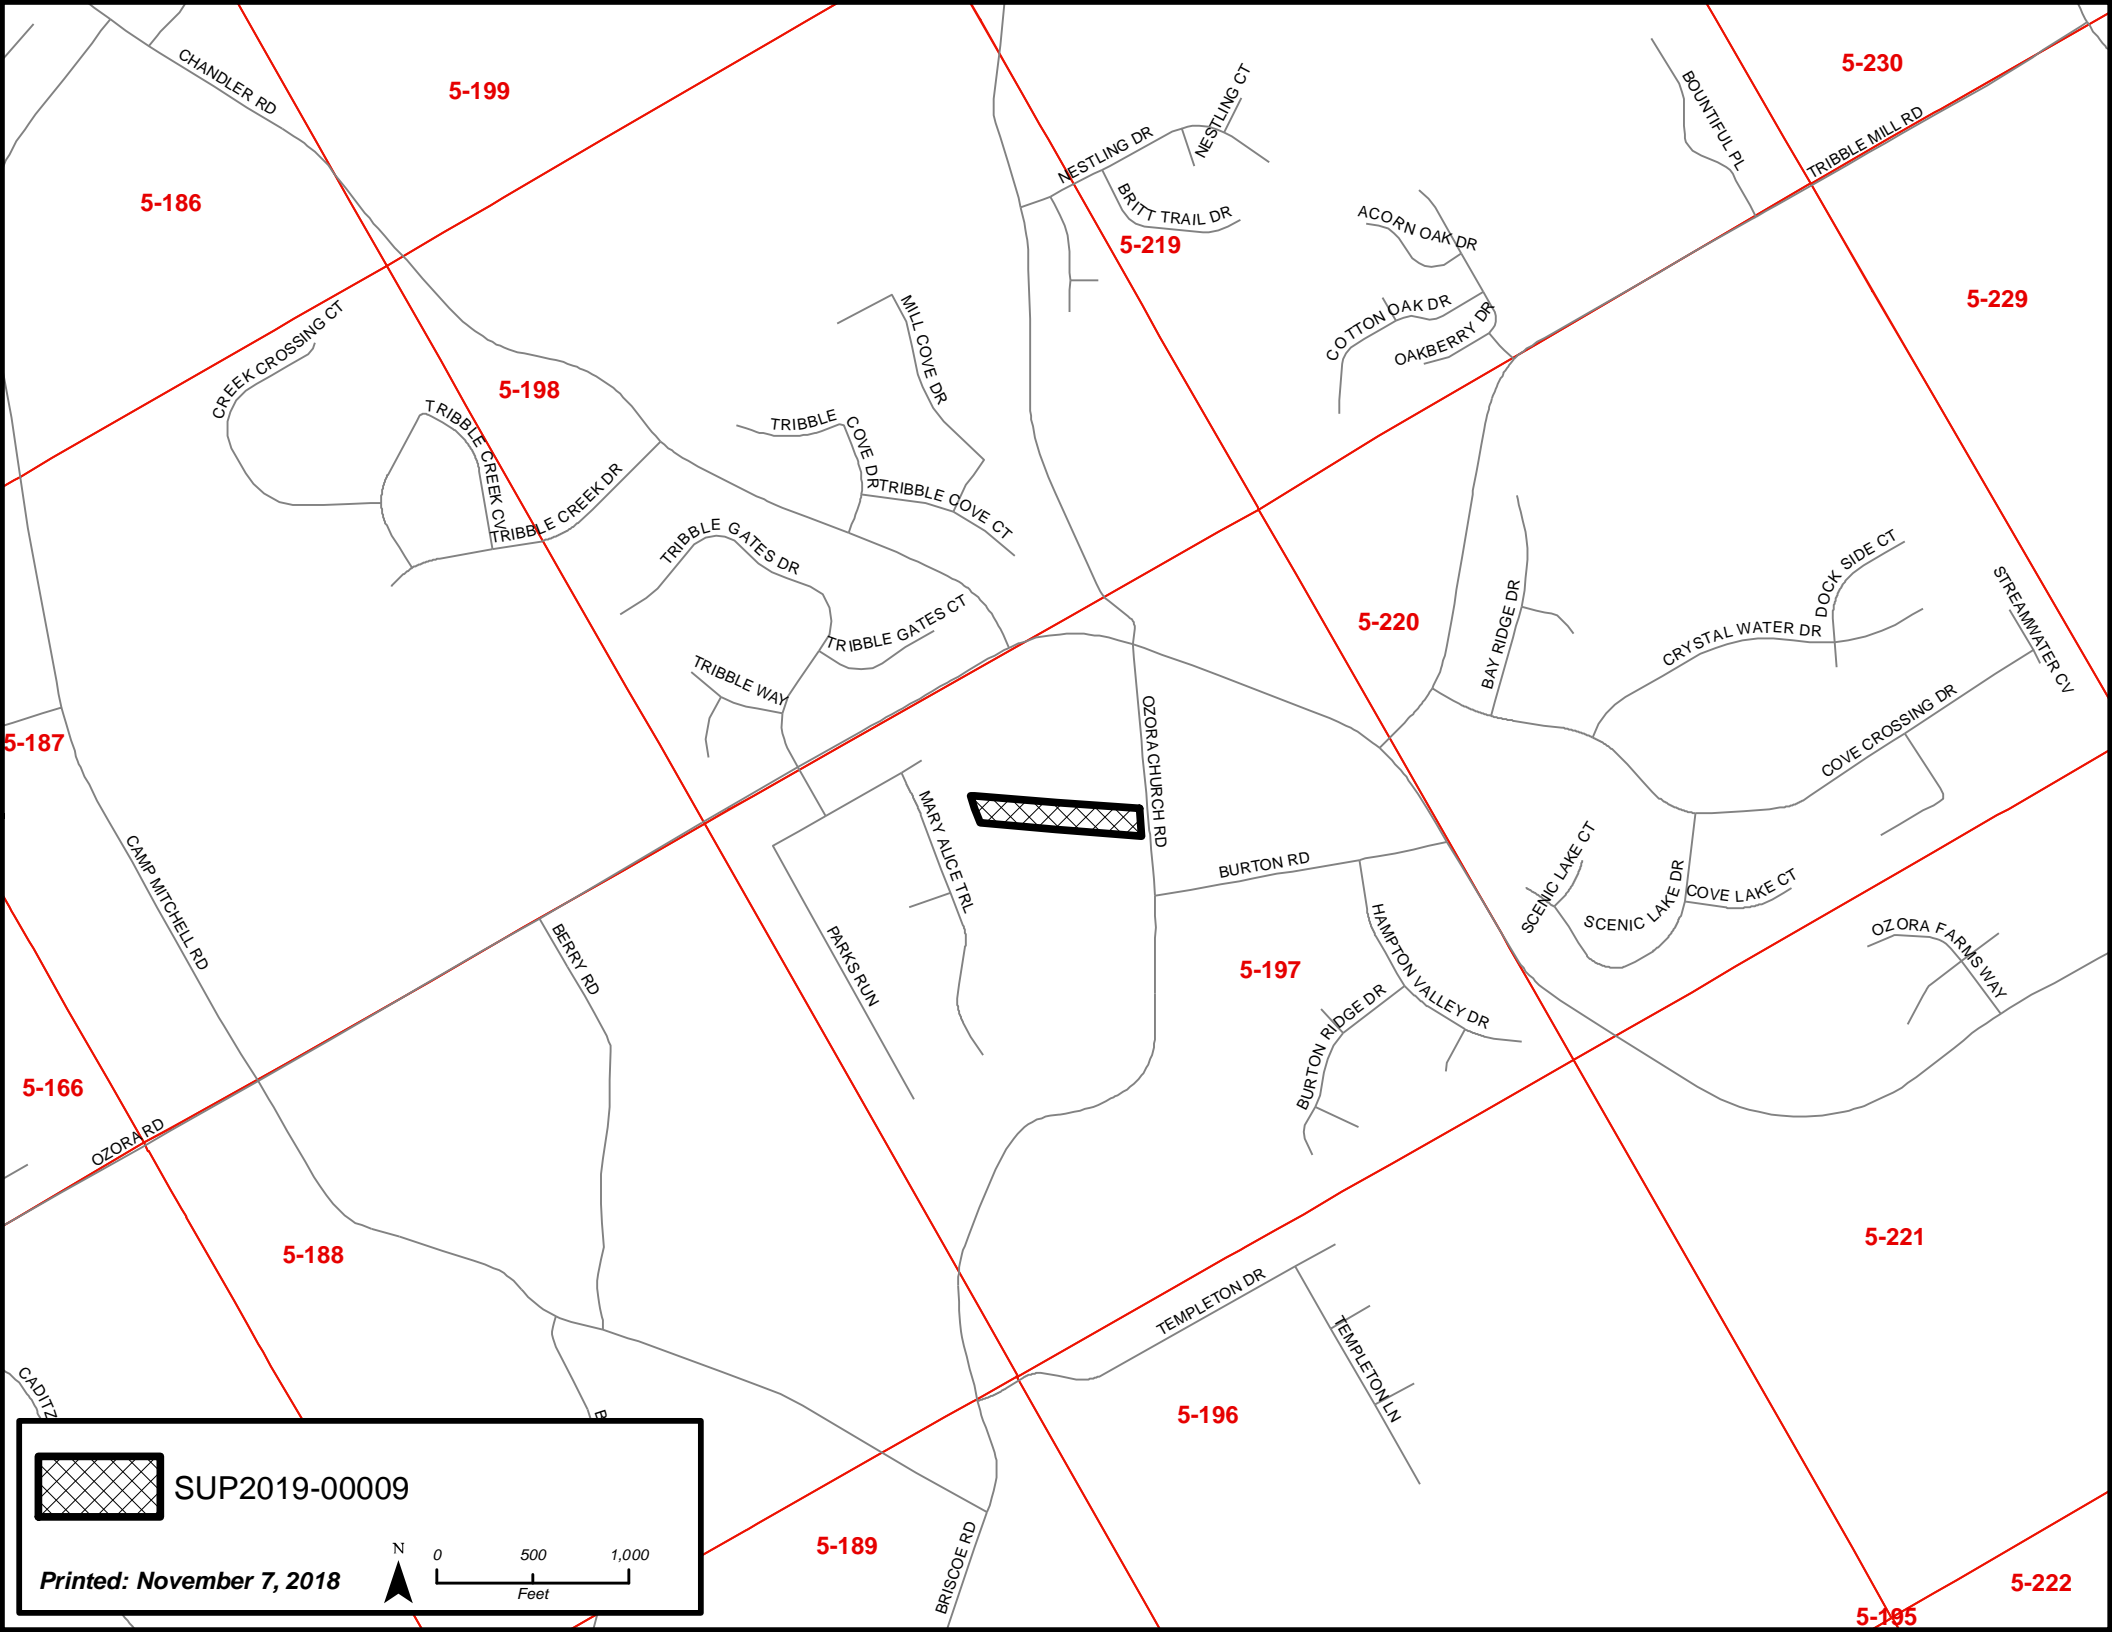 CHANDLER RD
5-199
5-230
BOUNTIFUL PL
TRIBBLE MILL RD
NESTLING CT
NESTLING DR
BRITT TRAIL DR
5-186
5-219
ACORN OAK DR
5-229
CREEK CROSSING CT
MILL COVE DR
COTTON OAK DR
OAKBERRY DR
5-198
TRIBBLE CREEK CV
TRIBBLE COVE DR
TRIBBLE COVE CT
TRIBBLE CREEK DR
TRIBBLE GATES DR
TRIBBLE GATES CT
TRIBBLE WAY
5-220
BAY RIDGE DR
DOCK SIDE CT
CRYSTAL WATER DR
STREAMWATER CV
COVE CROSSING DR
5-187
OZORA CHURCH RD
MARY ALICE TRL
CAMP MITCHELL RD
BURTON RD
SCENIC LAKE CT
SCENIC LAKE DR
COVE LAKE CT
OZORA FARMS WAY
BERRY RD
PARKS RUN
5-197
HAMPTON VALLEY DR
BURTON RIDGE DR
5-166
OZORA RD
5-188
5-221
TEMPLETON DR
TEMPLETON LN
CADITZ
5-196
B
5-189
BRISCOE RD
5-222
5-195
SUP2019-00009
N
0 500 1,000
Feet
Printed: November 7, 2018